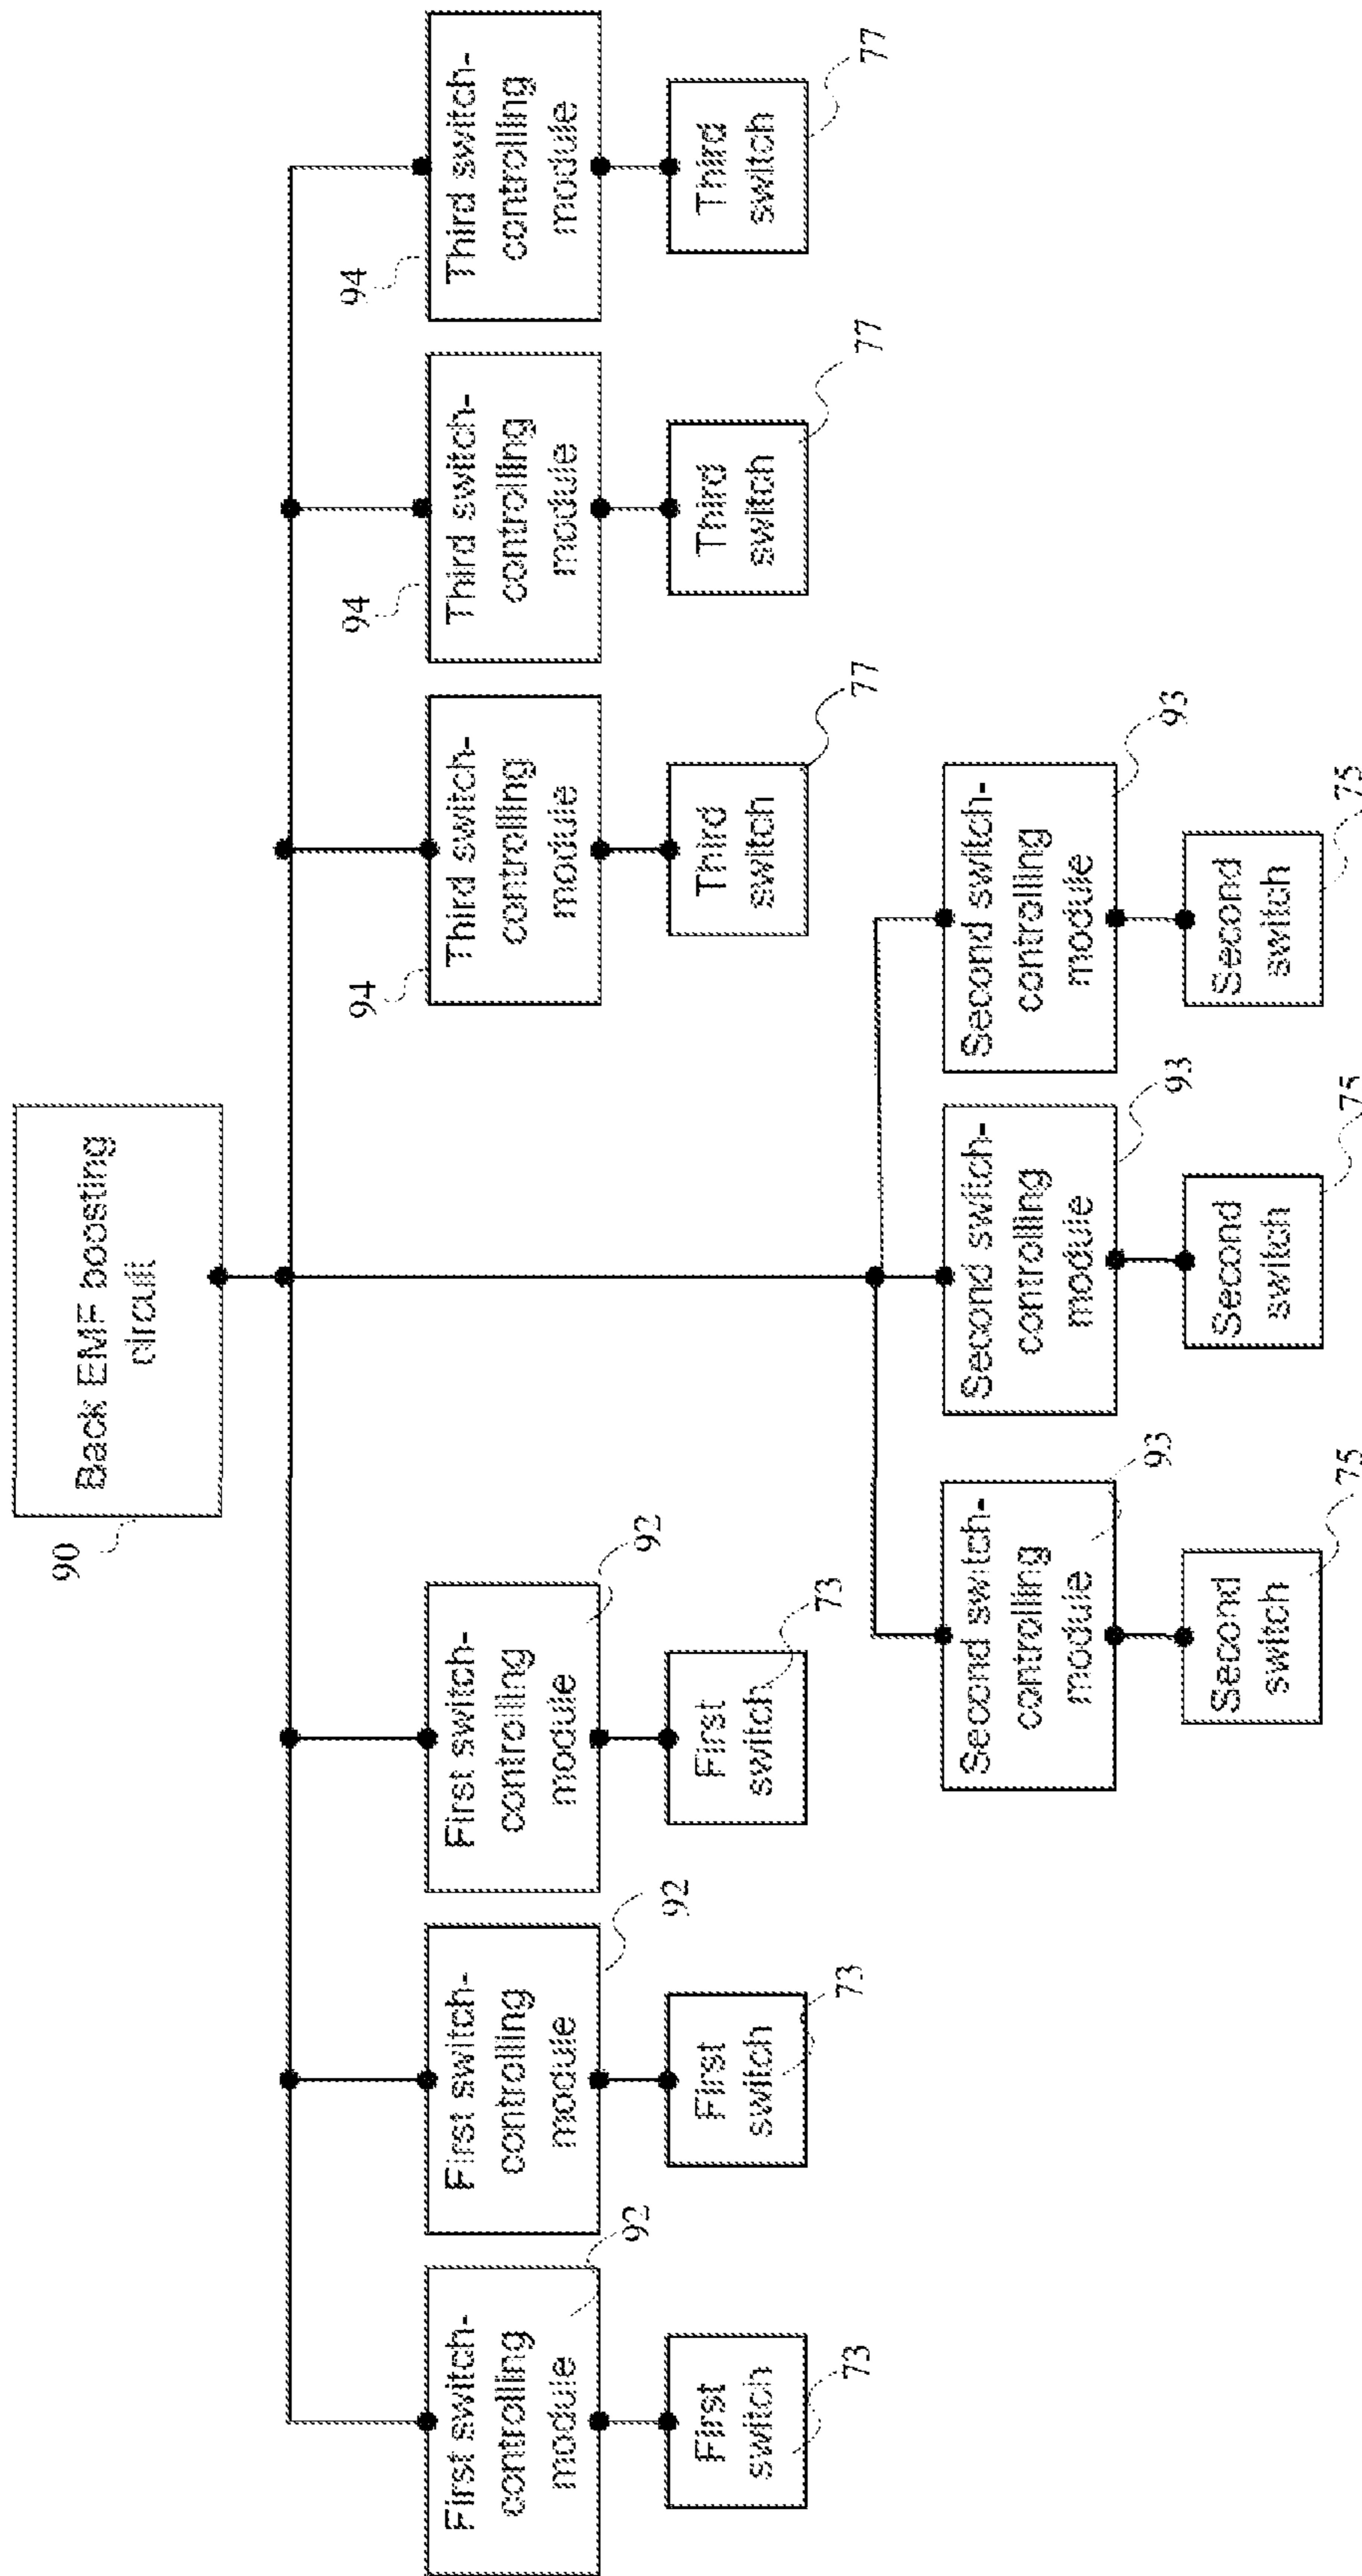 Back EMF boosting
circuit
90
First switch-
controlling
module
92
First switch-
controlling
module
92
First switch-
controlling
module
92
94
Third switch-
controlling
module
94
Third switch-
controlling
module
94
Third switch-
controlling
module
First
switch
73
First
switch
73
First
switch
73
Third
switch
77
Third
switch
77
Third
switch
77
Second switch-
controlling
module
93
Second switch-
controlling
module
93
Second switch-
controlling
module
93
Second
switch
75
Second
switch
75
Second
switch
75